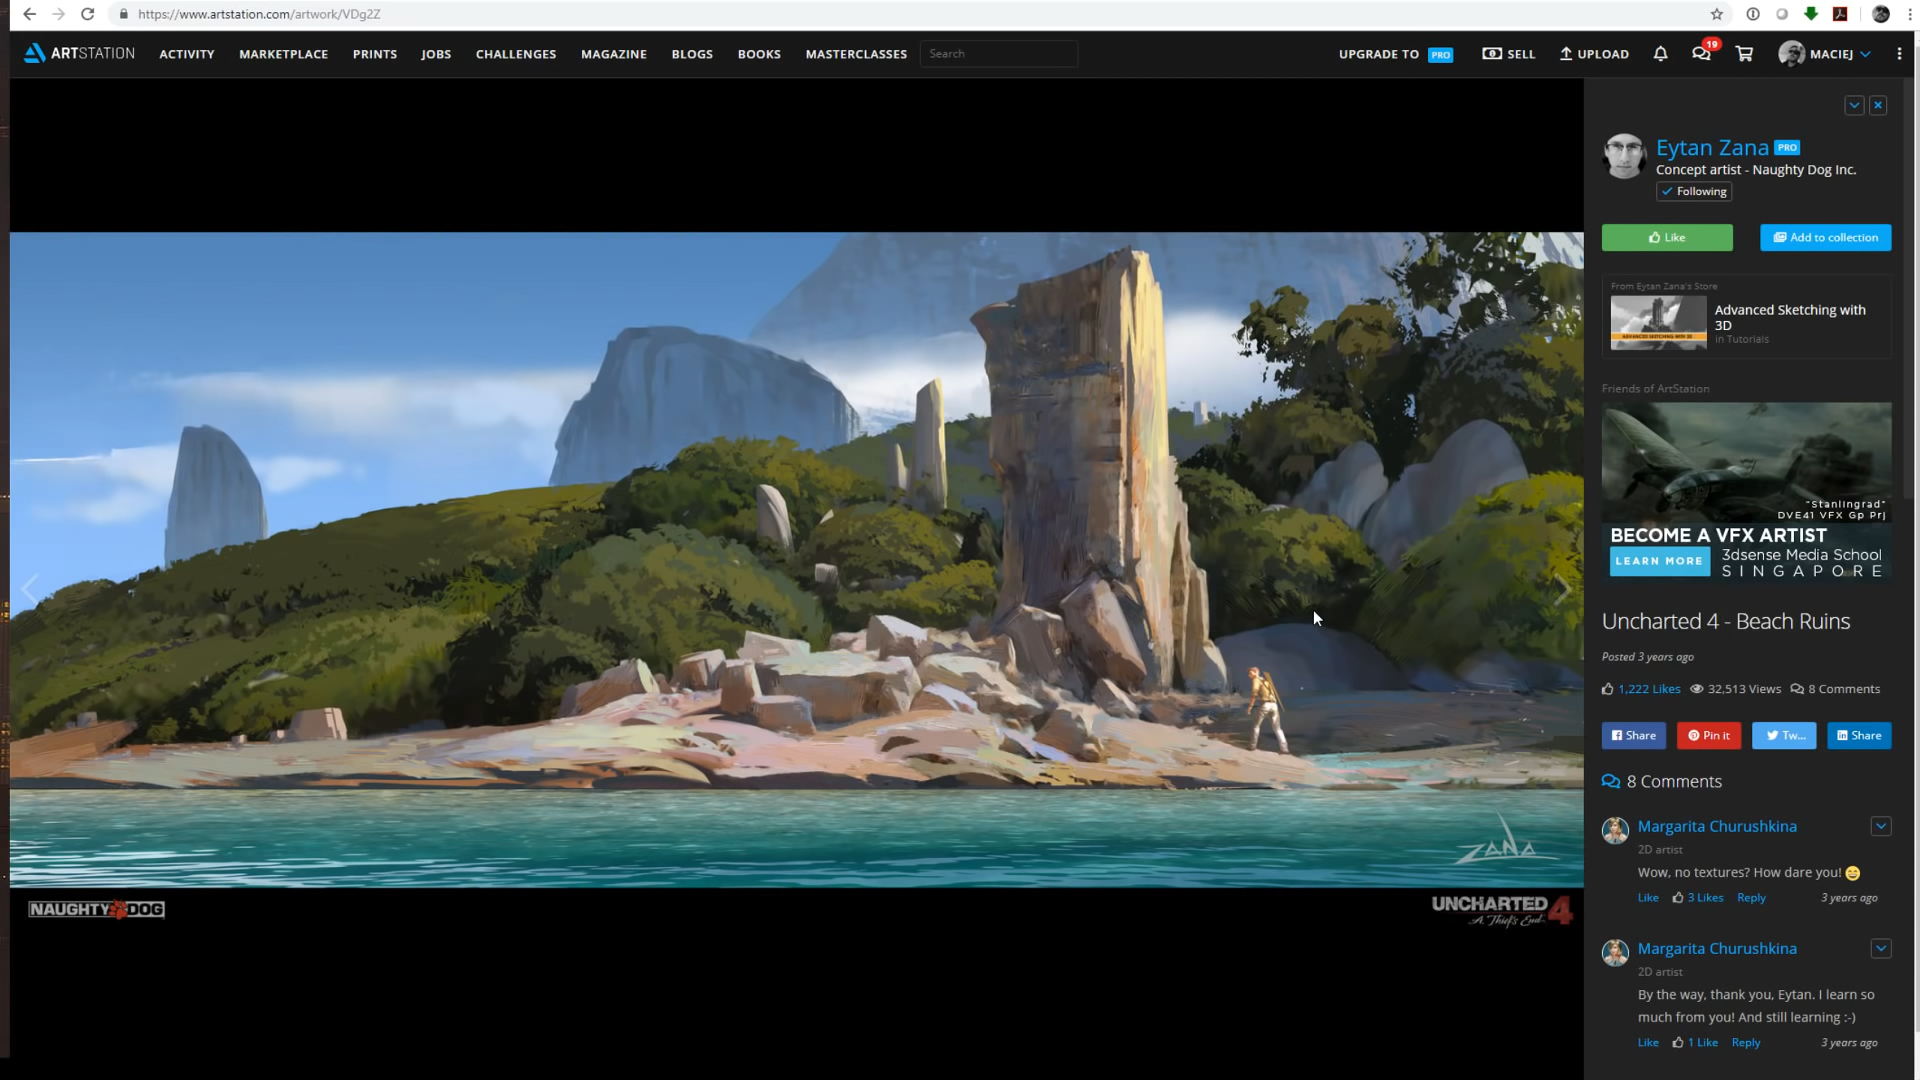 https://www.artstation.com/artwork/VDg2Z
ARTSTATION
ACTIVITY
MARKETPLACE
PRINTS
JOBS
CHALLENGES
MAGAZINE
BLOGS
BOOKS
MASTERCLASSES
Search
UPGRADE TO PRO
SELL
UPLOAD
19
MACIEJ
Eytan Zana PRO
Concept artist - Naughty Dog Inc.
Following
Like
Add to collection
From Eytan Zana's Store
ADVANCED SKETCHING WITH 3D
Advanced Sketching with
3D
in Tutorials
Friends of ArtStation
"Stanlingrad"
DVE41 VFX Gp Prj
BECOME A VFX ARTIST
LEARN MORE
3dsense Media School
SINGAPORE
Uncharted 4 - Beach Ruins
Posted 3 years ago
1,222 Likes 32,513 Views 8 Comments
Share
Pin it
Tw...
Share
8 Comments
Margarita Churushkina
2D artist
Wow, no textures? How dare you! 😄
Like 3 Likes Reply 3 years ago
Margarita Churushkina
2D artist
By the way, thank you, Eytan. I learn so
much from you! And still learning :-)
Like 1 Like Reply 3 years ago
ZANA
NAUGHTY DOG
UNCHARTED 4
A Thief's End